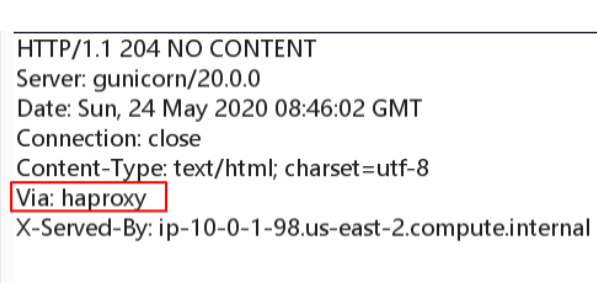 HTTP/1.1 204 NO CONTENT
Server: gunicorn/20.0.0
Date: Sun, 24 May 2020 08:46:02 GMT
Connection: close
Content-Type: text/html; charset=utf-8
Via: haproxy
X-Served-By: ip-10-0-1-98.us-east-2.compute.internal